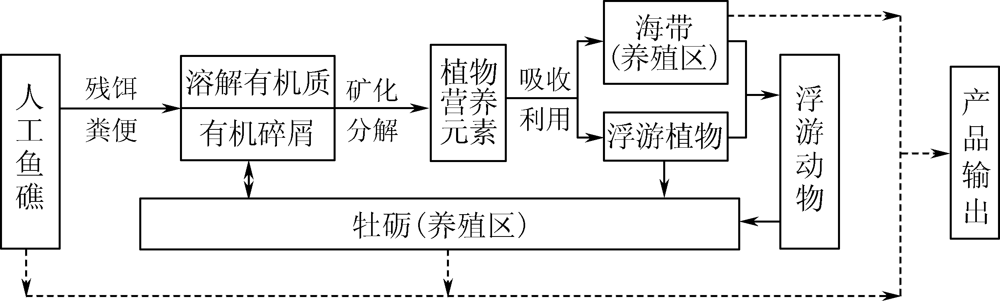 人工鱼礁
残饵
粪便
溶解有机质
有机碎屑
矿化
分解
植物
营养
元素
吸收
利用
海带
(养殖区)
浮游植物
浮游动物
产品输出
牡砺(养殖区)